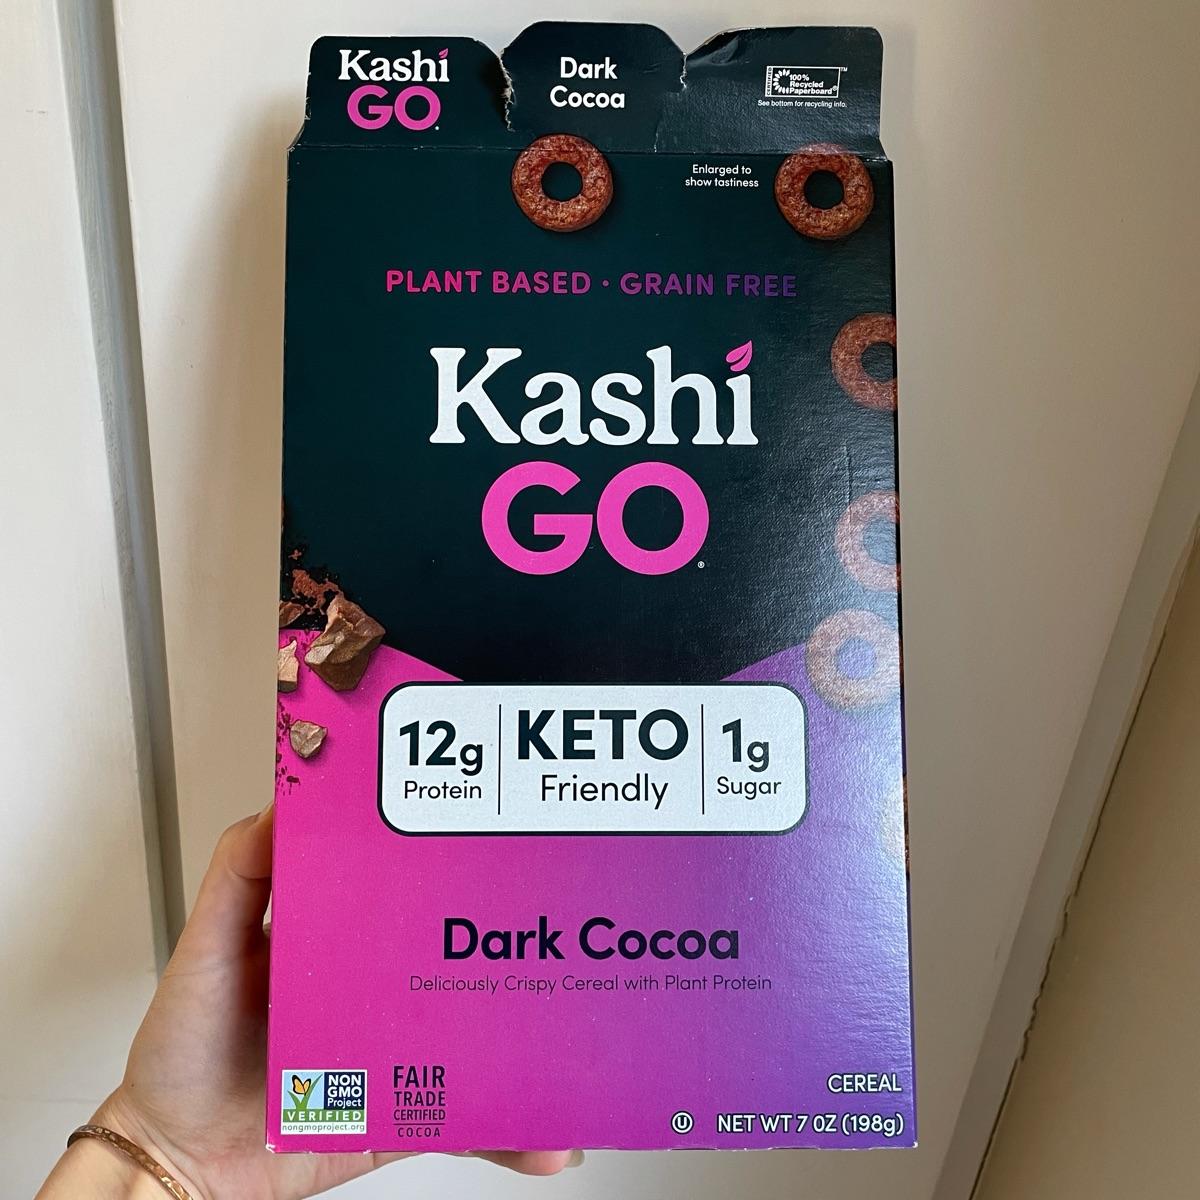 Kashi
GO®
Dark
Cocoa
CERTIFIED
100%
Recycled
Paperboard®
™
See bottom for recycling info.
Enlarged to
show tastiness
PLANT BASED • GRAIN FREE
Kashi
GO®
12g
Protein
KETO
Friendly
1g
Sugar
Dark Cocoa
Deliciously Crispy Cereal with Plant Protein
NON
GMO
Project
VERIFIED
nongmoproject.org
FAIR
TRADE
CERTIFIED
COCOA
CEREAL
U NET WT 7 OZ (198g)